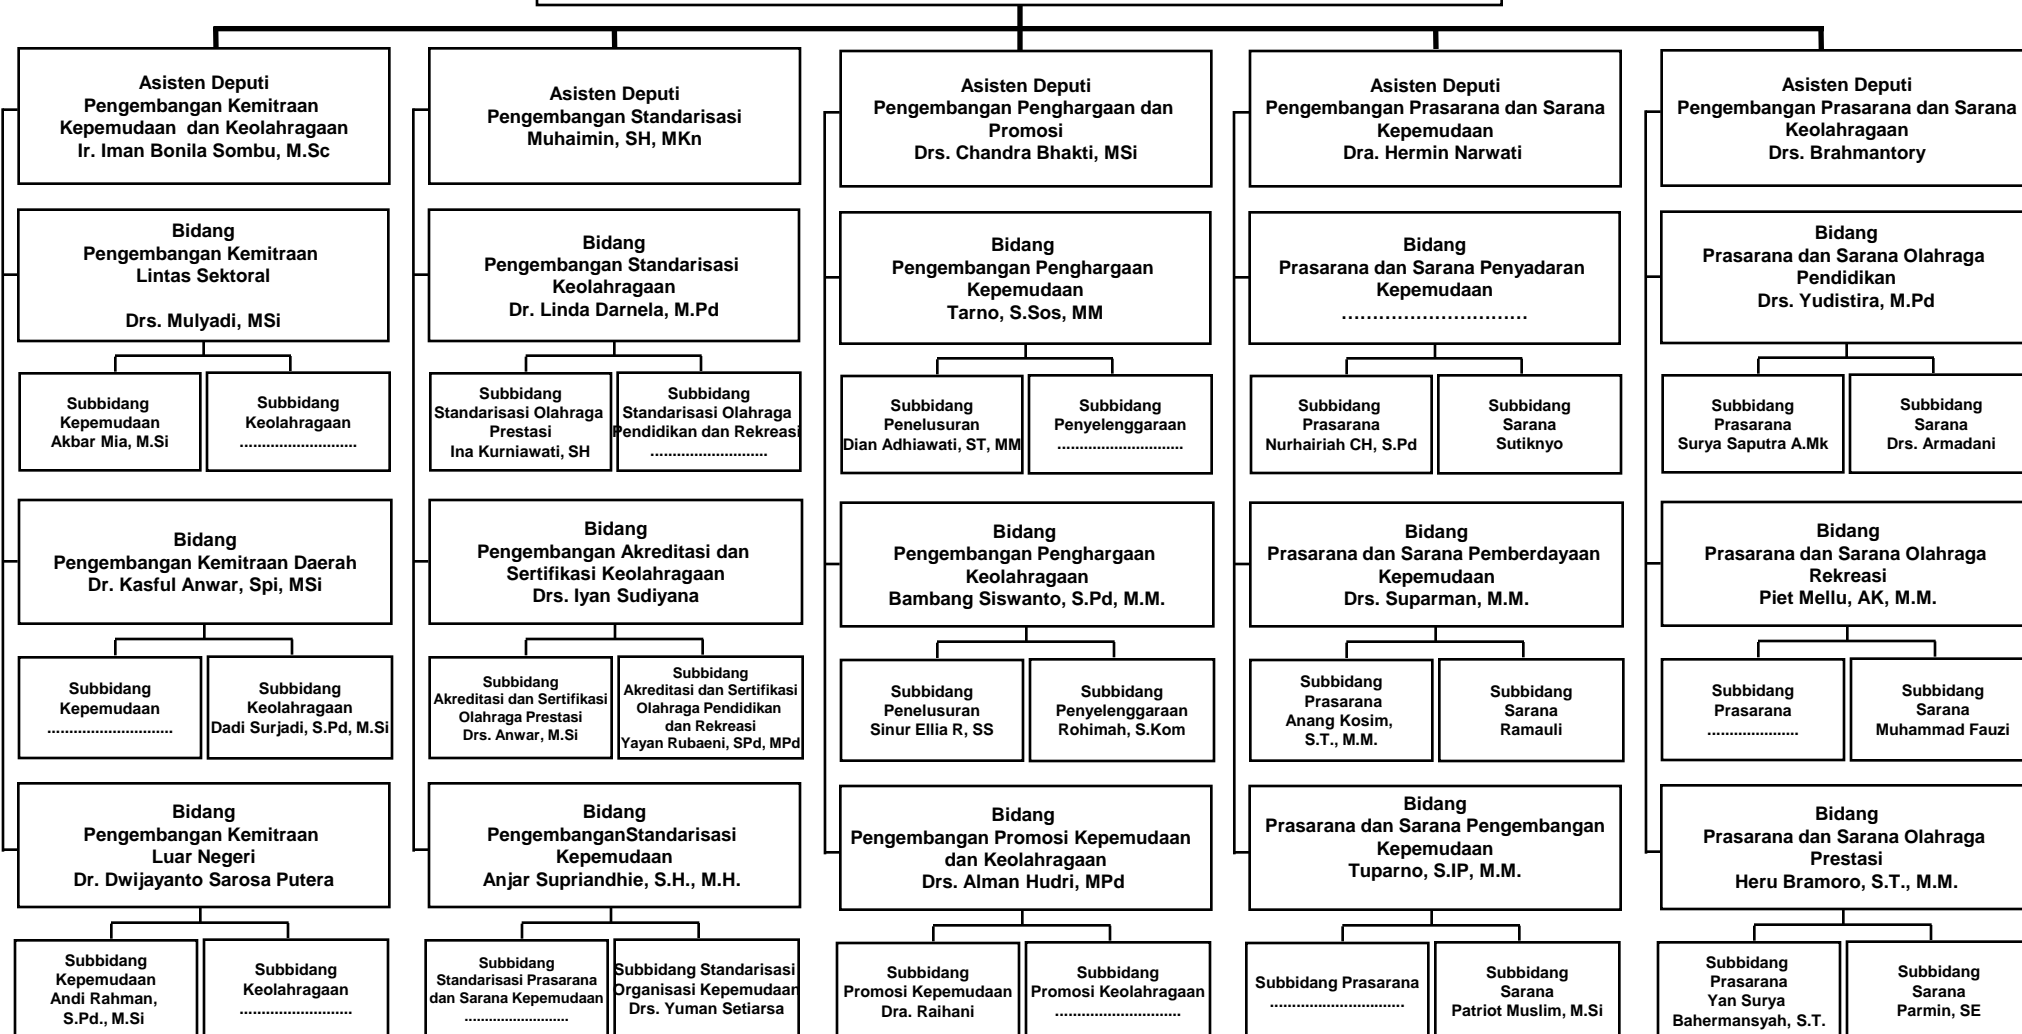 Asisten Deputi
Pengembangan Kemitraan
Kepemudaan  dan Keolahragaan
Ir. Iman Bonila Sombu, M.Sc
Asisten Deputi
Pengembangan Standarisasi
Muhaimin, SH, MKn
Asisten Deputi
Pengembangan Penghargaan dan
Promosi
Drs. Chandra Bhakti, MSi
Asisten Deputi
Pengembangan Prasarana dan Sarana
Kepemudaan
Dra. Hermin Narwati
Asisten Deputi
Pengembangan Prasarana dan Sarana
Keolahragaan
Drs. Brahmantory
Bidang
Pengembangan Kemitraan
Lintas Sektoral
Drs. Mulyadi, MSi
Bidang
Pengembangan Standarisasi
Keolahragaan
Dr. Linda Darnela, M.Pd
Bidang
Pengembangan Penghargaan
Kepemudaan
Tarno, S.Sos, MM
Bidang
Prasarana dan Sarana Penyadaran
Kepemudaan
…………………………
Bidang
Prasarana dan Sarana Olahraga
Pendidikan
Drs. Yudistira, M.Pd
Subbidang
Kepemudaan
Akbar Mia, M.Si
Subbidang
Keolahragaan
...........................
Subbidang
Standarisasi Olahraga
Prestasi
Ina Kurniawati, SH
Subbidang
Standarisasi Olahraga
Pendidikan dan Rekreasi
...........................
Subbidang
Penelusuran
Dian Adhiawati, ST, MM
Subbidang
Penyelenggaraan
.............................
Subbidang
Prasarana
Nurhairiah CH, S.Pd
Subbidang
Sarana
Sutiknyo
Subbidang
Prasarana
Surya Saputra A.Mk
Subbidang
Sarana
Drs. Armadani
Bidang
Pengembangan Kemitraan Daerah
Dr. Kasful Anwar, Spi, MSi
Bidang
Pengembangan Akreditasi dan
Sertifikasi Keolahragaan
Drs. Iyan Sudiyana
Bidang
Pengembangan Penghargaan
Keolahragaan
Bambang Siswanto, S.Pd, M.M.
Bidang
Prasarana dan Sarana Pemberdayaan
Kepemudaan
Drs. Suparman, M.M.
Bidang
Prasarana dan Sarana Olahraga
Rekreasi
Piet Mellu, AK, M.M.
Subbidang
Kepemudaan
.............................
Subbidang
Keolahragaan
Dadi Surjadi, S.Pd, M.Si
Subbidang
Akreditasi dan Sertifikasi
Olahraga Prestasi
Drs. Anwar, M.Si
Subbidang
Akreditasi dan Sertifikasi
Olahraga Pendidikan
dan Rekreasi
Yayan Rubaeni, SPd, MPd
Subbidang
Penelusuran
Sinur Ellia R, SS
Subbidang
Penyelenggaraan
Rohimah, S.Kom
Subbidang
Prasarana
Anang Kosim,
S.T., M.M.
Subbidang
Sarana
Ramauli
Subbidang
Prasarana
.....................
Subbidang
Sarana
Muhammad Fauzi
Bidang
Pengembangan Kemitraan
Luar Negeri
Dr. Dwijayanto Sarosa Putera
Bidang
PengembanganStandarisasi
Kepemudaan
Anjar Supriandhie, S.H., M.H.
Bidang
Pengembangan Promosi Kepemudaan
dan Keolahragaan
Drs. Alman Hudri, MPd
Bidang
Prasarana dan Sarana Pengembangan
Kepemudaan
Tuparno, S.IP, M.M.
Bidang
Prasarana dan Sarana Olahraga
Prestasi
Heru Bramoro, S.T., M.M.
Subbidang
Kepemudaan
Andi Rahman,
S.Pd., M.Si
Subbidang
Keolahragaan
..........................
Subbidang
Standarisasi Prasarana
dan Sarana Kepemudaan
..........................
Subbidang Standarisasi
Organisasi Kepemudaan
Drs. Yuman Setiarsa
Subbidang
Promosi Kepemudaan
Dra. Raihani
Subbidang
Promosi Keolahragaan
.............................
Subbidang Prasarana
...............................
Subbidang
Sarana
Patriot Muslim, M.Si
Subbidang
Prasarana
Yan Surya
Bahermansyah, S.T.
Subbidang
Sarana
Parmin, SE